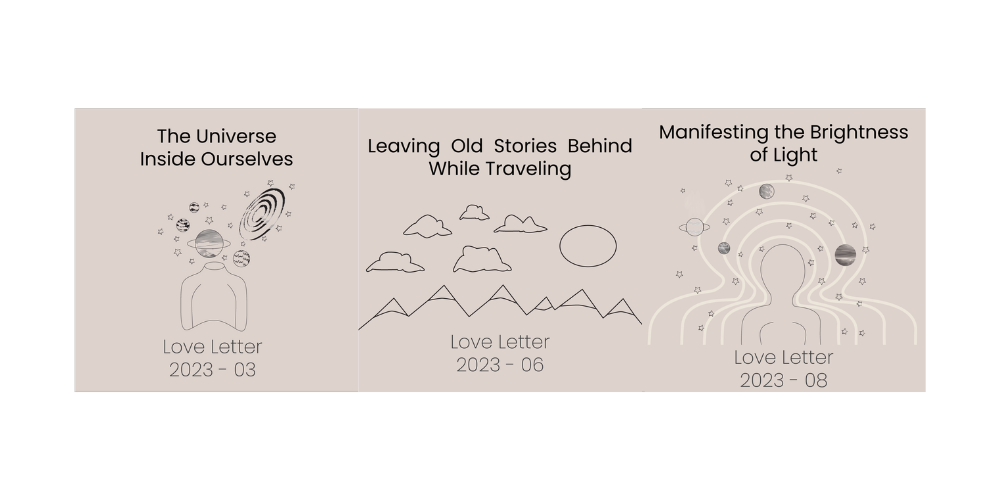 The Universe
Inside Ourselves
Love Letter
2023 - 03
Leaving Old Stories Behind
While Traveling
Love Letter
2023 - 06
Manifesting the Brightness
of Light
Love Letter
2023 - 08